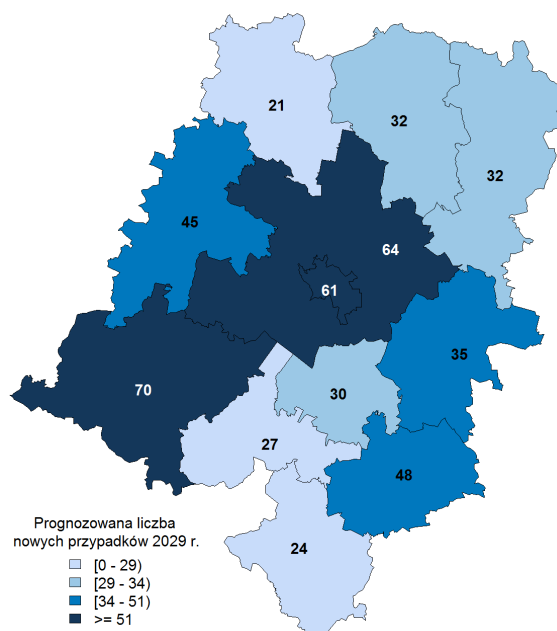 21
32
32
45
64
61
35
70
30
27
48
24
Prognozowana liczba
nowych przypadków 2029 r.
[0 - 29)
[29 - 34)
[34 - 51)
>= 51